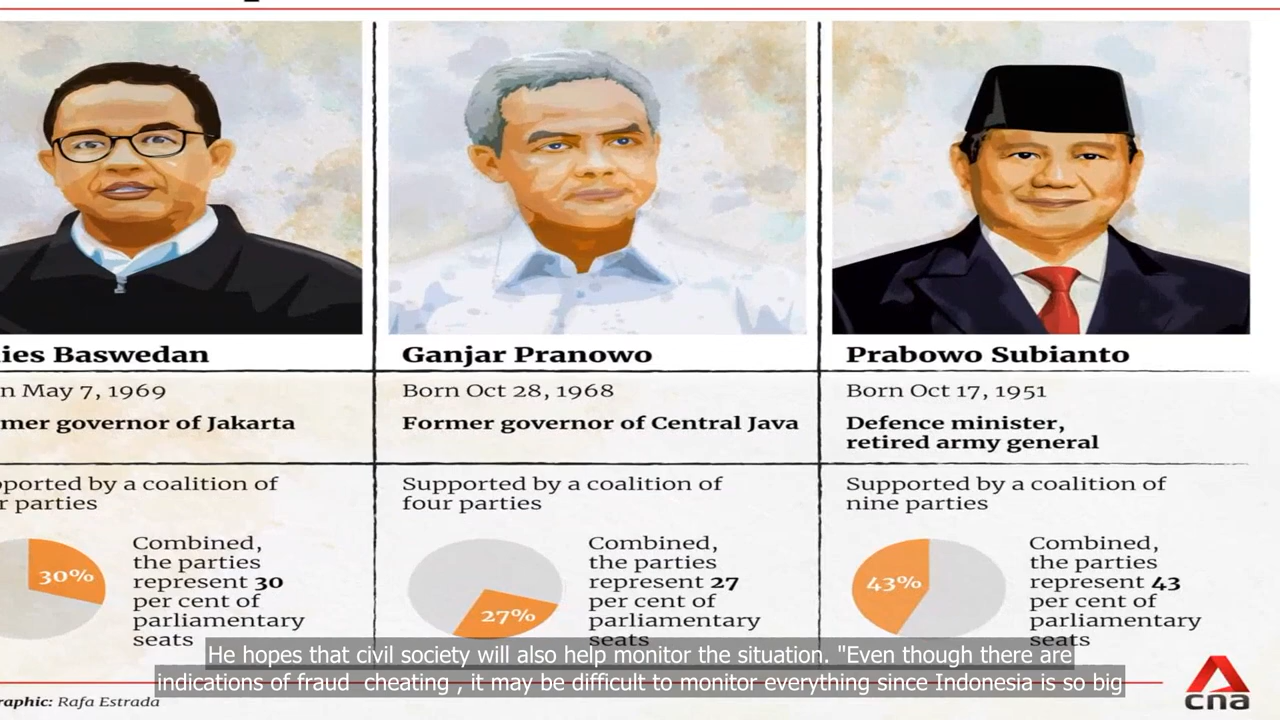 ies Baswedan
n May 7, 1969
mer governor of Jakarta
pported by a coalition of
r parties
30%
Combined,
the parties
represent 30
per cent of
parliamentary
seats
Ganjar Pranowo
Born Oct 28, 1968
Former governor of Central Java
Supported by a coalition of
four parties
27%
Combined,
the parties
represent 27
per cent of
parliamentary
seats
Prabowo Subianto
Born Oct 17, 1951
Defence minister,
retired army general
Supported by a coalition of
nine parties
43%
Combined,
the parties
represent 43
per cent of
parliamentary
seats
He hopes that civil society will also help monitor the situation. "Even though there are
indications of fraud  cheating , it may be difficult to monitor everything since Indonesia is so big
raphic: Rafa Estrada
cna